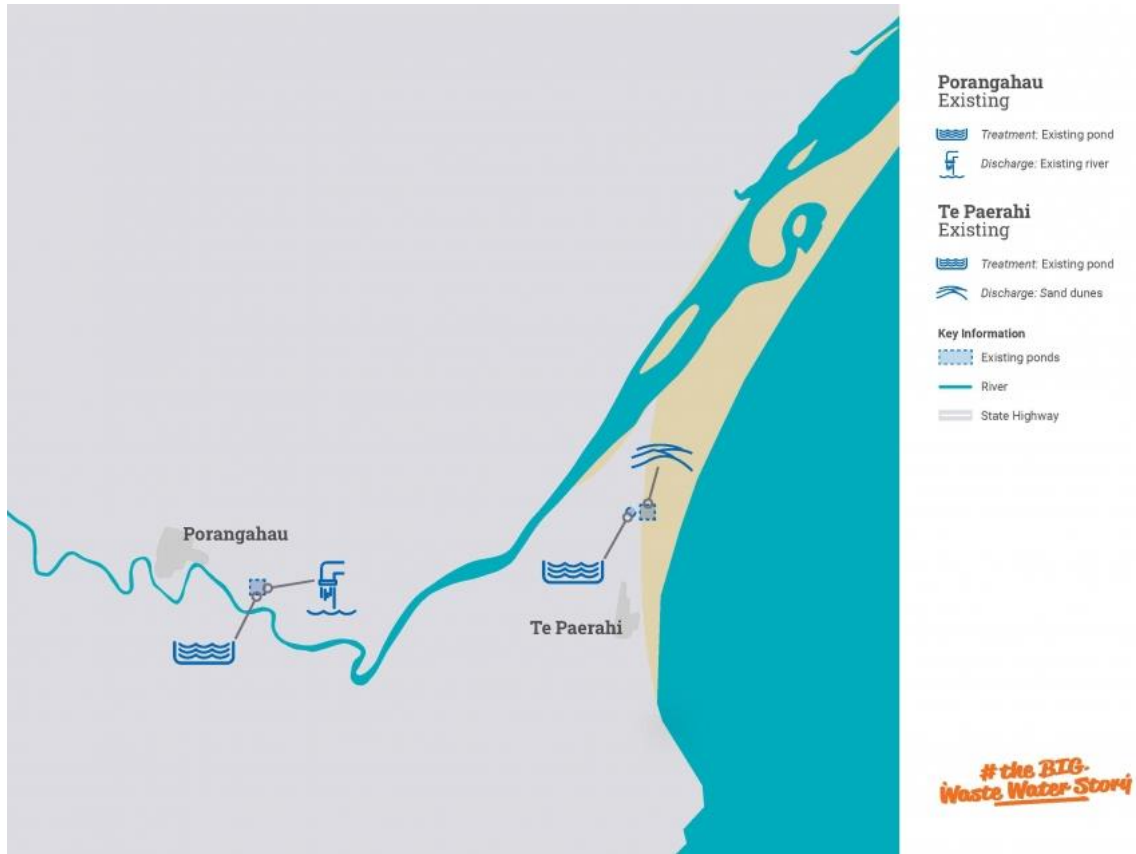 Porangahau
Te Paerahi
Porangahau
Existing
Treatment: Existing pond
Discharge: Existing river
Te Paerahi
Existing
Treatment: Existing pond
Discharge: Sand dunes
Key Information
Existing ponds
River
State Highway
# the BIG.
Waste Water Story